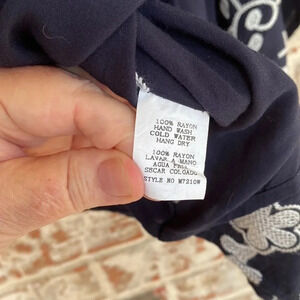 100% RAYON
HAND WASH
COLD WATER
HANG DRY
100% RAYON
LAVAR A MANO
AGUA FRIA
SECAR COLGADO
STYLE NO M7210W